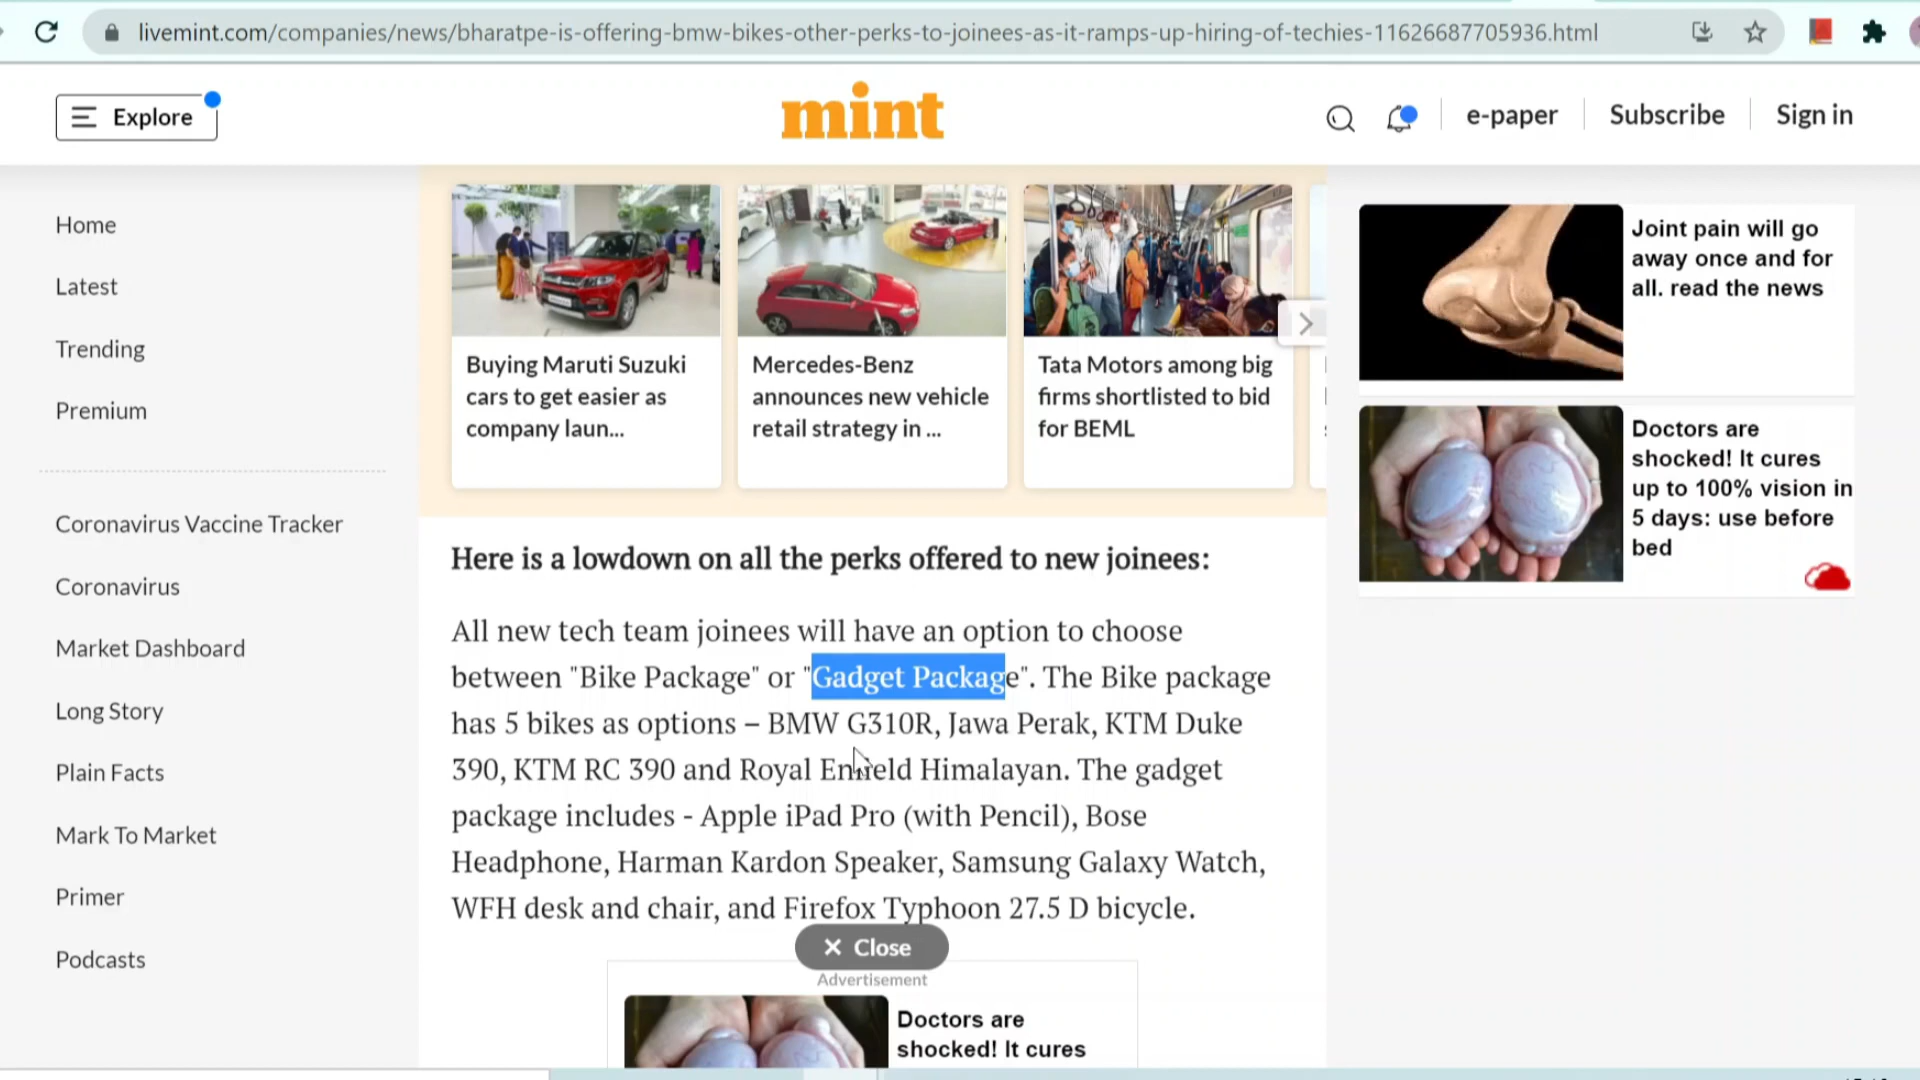 livemint.com/companies/news/bharatpe-is-offering-bmw-bikes-other-perks-to-joinees-as-it-ramps-up-hiring-of-techies-11626687705936.html
Explore
mint
e-paper
Subscribe
Sign in
Home
Latest
Trending
Premium
Coronavirus Vaccine Tracker
Coronavirus
Market Dashboard
Long Story
Plain Facts
Mark To Market
Primer
Podcasts
Buying Maruti Suzuki
cars to get easier as
company laun...
Mercedes-Benz
announces new vehicle
retail strategy in ...
Tata Motors among big
firms shortlisted to bid
for BEML
Here is a lowdown on all the perks offered to new joinees:
All new tech team joinees will have an option to choose
between "Bike Package" or "Gadget Package". The Bike package
has 5 bikes as options – BMW G310R, Jawa Perak, KTM Duke
390, KTM RC 390 and Royal Enfield Himalayan. The gadget
package includes - Apple iPad Pro (with Pencil), Bose
Headphone, Harman Kardon Speaker, Samsung Galaxy Watch,
WFH desk and chair, and Firefox Typhoon 27.5 D bicycle.
Close
Advertisement
Doctors are
shocked! It cures
Joint pain will go
away once and for
all. read the news
Doctors are
shocked! It cures
up to 100% vision in
5 days: use before
bed